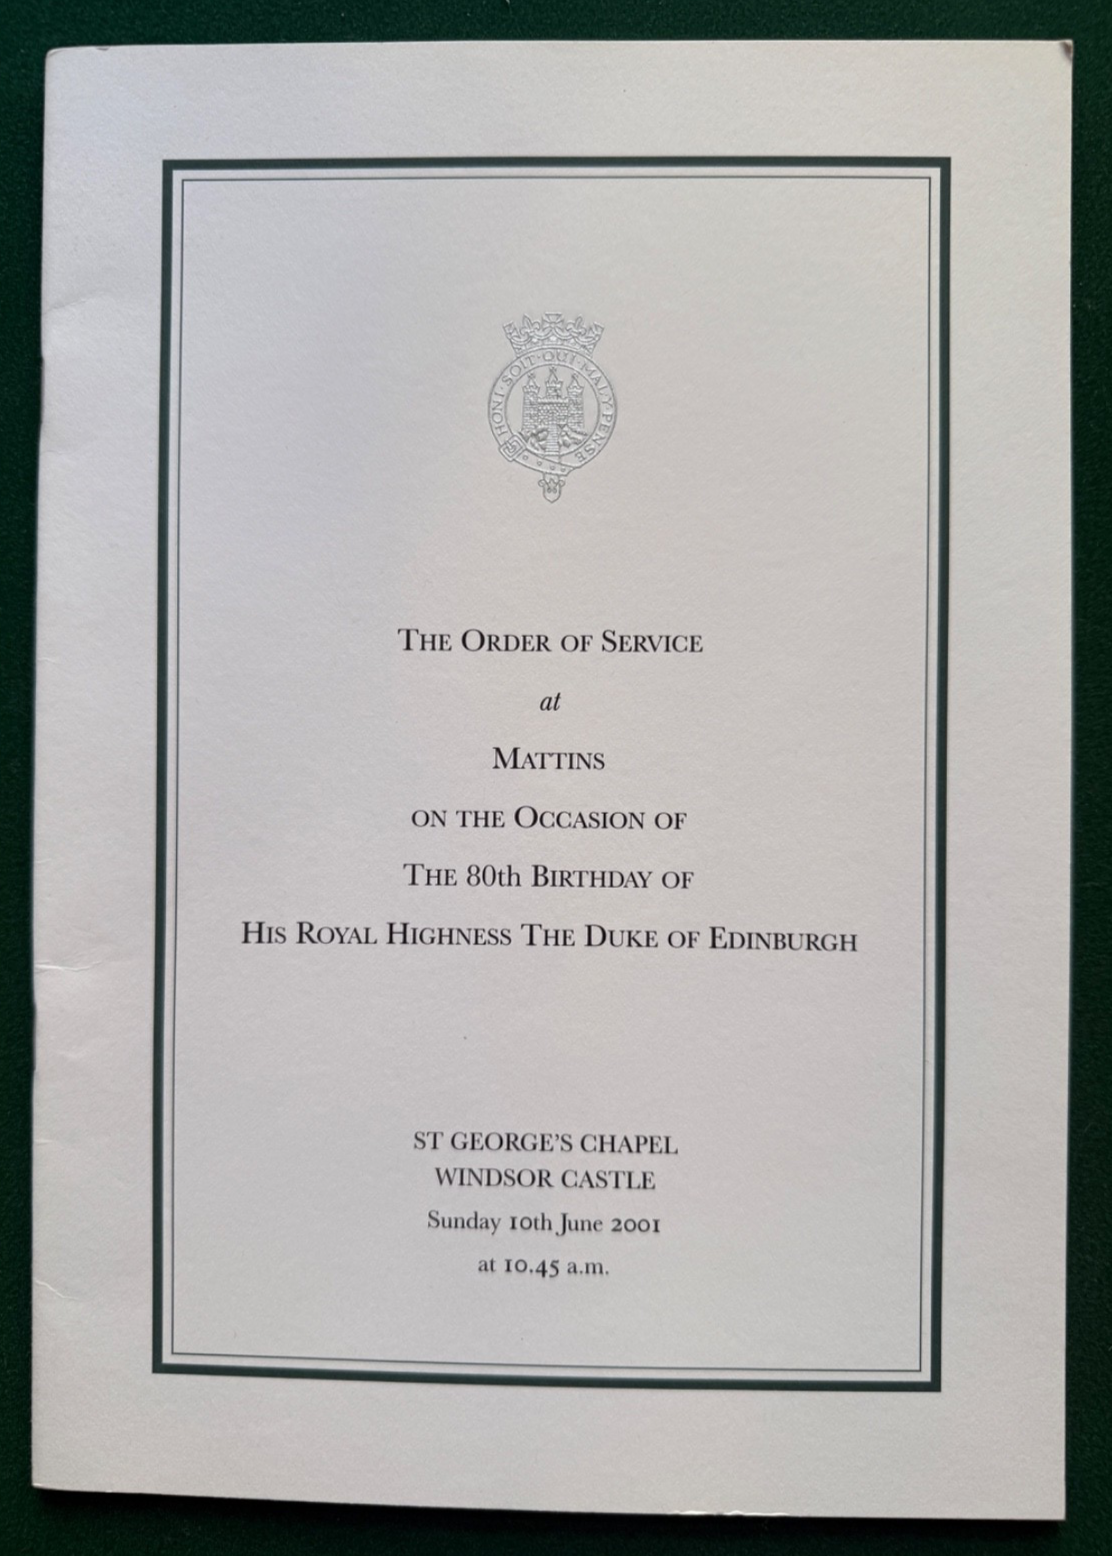 HONI · SOIT · QUI · MAL · Y · PENSE
THE ORDER OF SERVICE
at
MATTINS
ON THE OCCASION OF
THE 80th BIRTHDAY OF
HIS ROYAL HIGHNESS THE DUKE OF EDINBURGH
ST GEORGE'S CHAPEL
WINDSOR CASTLE
Sunday 10th June 2001
at 10.45 a.m.